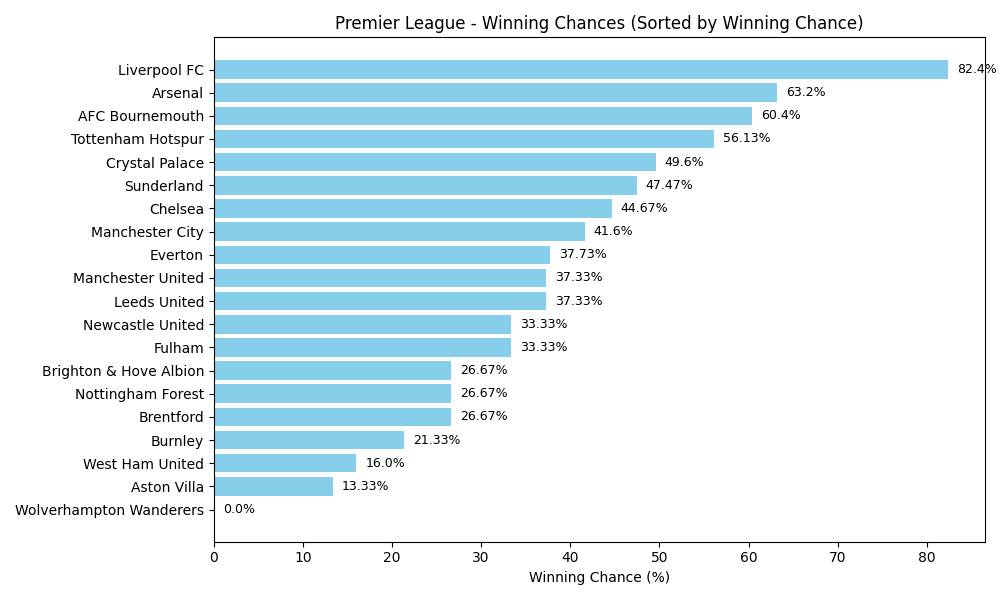 Premier League - Winning Chances (Sorted by Winning Chance)
Liverpool FC 82.4%
Arsenal 63.2%
AFC Bournemouth 60.4%
Tottenham Hotspur 56.13%
Crystal Palace 49.6%
Sunderland 47.47%
Chelsea 44.67%
Manchester City 41.6%
Everton 37.73%
Manchester United 37.33%
Leeds United 37.33%
Newcastle United 33.33%
Fulham 33.33%
Brighton & Hove Albion 26.67%
Nottingham Forest 26.67%
Brentford 26.67%
Burnley 21.33%
West Ham United 16.0%
Aston Villa 13.33%
Wolverhampton Wanderers 0.0%
0 10 20 30 40 50 60 70 80
Winning Chance (%)